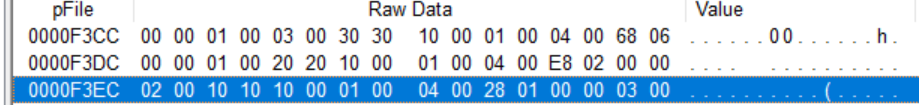 pFile Raw Data Value
0000F3CC 00 00 01 00 03 00 30 30 10 00 01 00 04 00 68 06 . . . . . . 0 0 . . . . . . h .
0000F3DC 00 00 01 00 20 20 10 00 01 00 04 00 E8 02 00 00 . . . . . . . . . . . . . .
0000F3EC 02 00 10 10 10 00 01 00 04 00 28 01 00 00 03 00 . . . . . . . . . . ( . . . . .